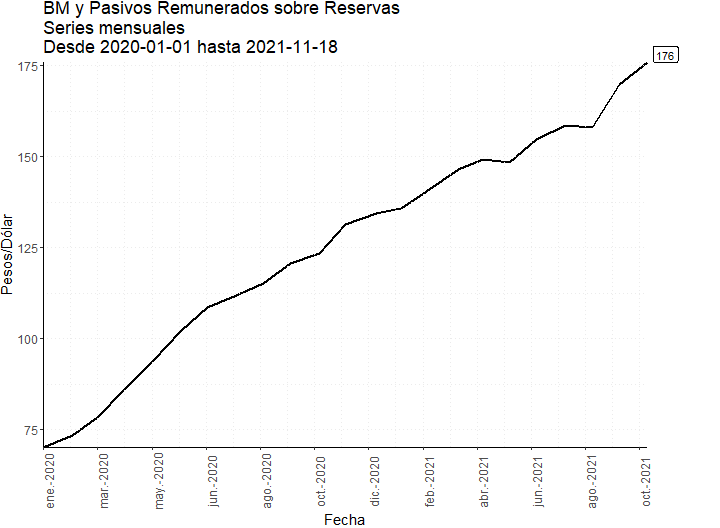 BM y Pasivos Remunerados sobre Reservas
Series mensuales
Desde 2020-01-01 hasta 2021-11-18
176
175
150
125
100
75
Pesos/Dólar
ene.-2020
mar.-2020
may.-2020
jun.-2020
ago.-2020
oct.-2020
dic.-2020
feb.-2021
abr.-2021
jun.-2021
ago.-2021
oct.-2021
Fecha